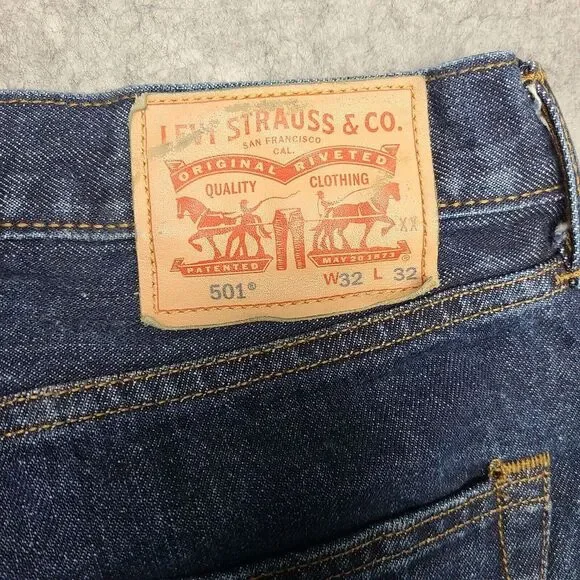 LEVI STRAUSS & CO.
SAN FRANCISCO
CAL.
ORIGINAL RIVETED
QUALITY CLOTHING
XX
PATENTED MAY 20 1873 ®
501® W32 L 32